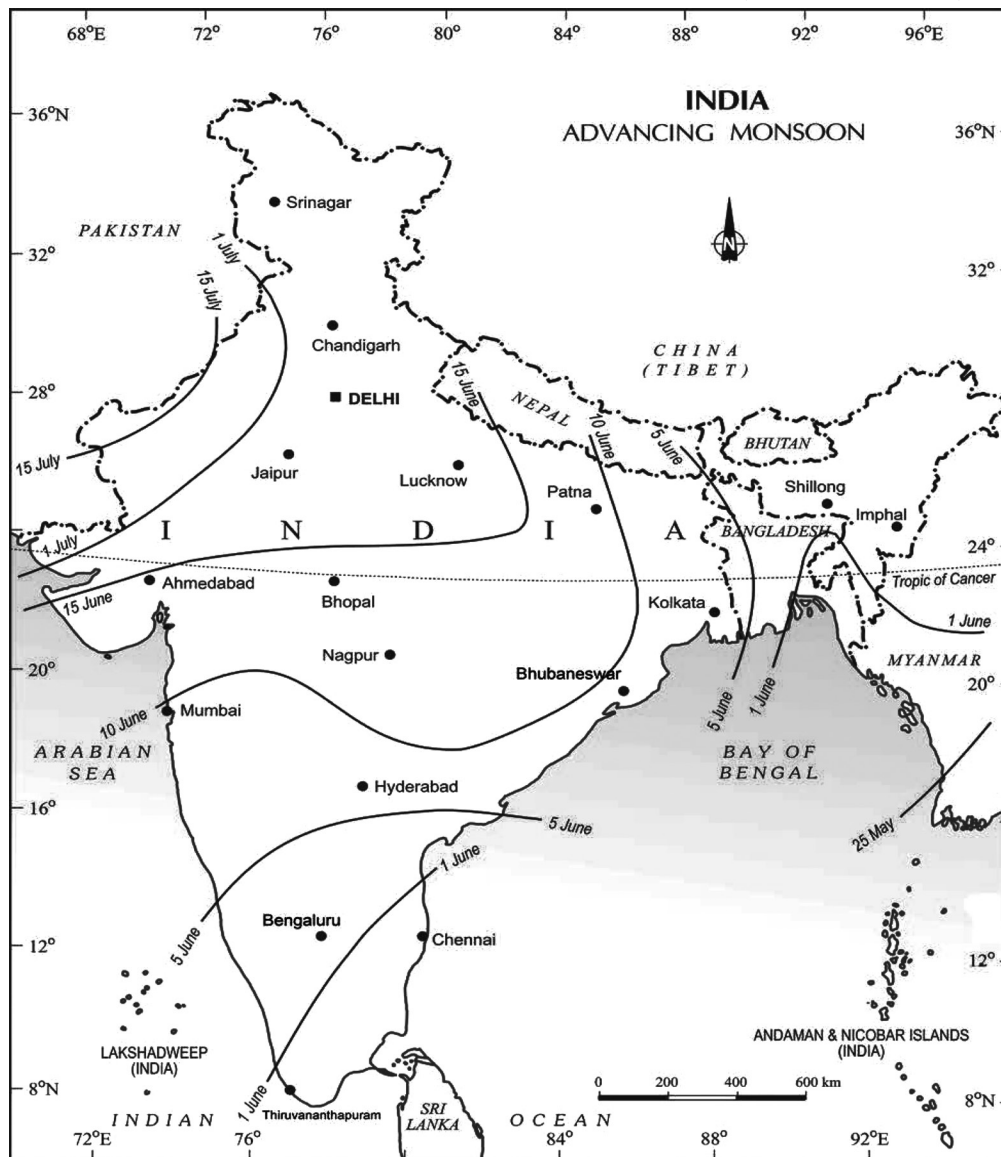 68°E 72° 76° 80° 84° 88° 92° 96°E
INDIA
ADVANCING MONSOON
36°N
36°N
N
Srinagar
PAKISTAN
1 July
15 July
32°
32°
Chandigarh
CHINA
(TIBET)
28°
28°
DELHI
15 June
NEPAL
10 June
5 June
BHUTAN
15 July
Jaipur
Lucknow
Patna
Shillong
Imphal
I N D I A
BANGLADESH
1 July
24°
24°
Tropic of Cancer
15 June
Ahmedabad
Bhopal
Kolkata
1 June
Nagpur
MYANMAR
20°
20°
Bhubaneswar
10 June
Mumbai
5 June
1 June
ARABIAN
SEA
BAY OF
BENGAL
Hyderabad
16°
16°
5 June
25 May
1 June
Bengaluru
Chennai
5 June
12°
12°
LAKSHADWEEP
(INDIA)
ANDAMAN & NICOBAR ISLANDS
(INDIA)
0 200 400 600 km
8°N
8°N
1 June
Thiruvananthapuram
SRI
LANKA
INDIAN OCEAN
72°E 76° 80° 84° 88° 92°E